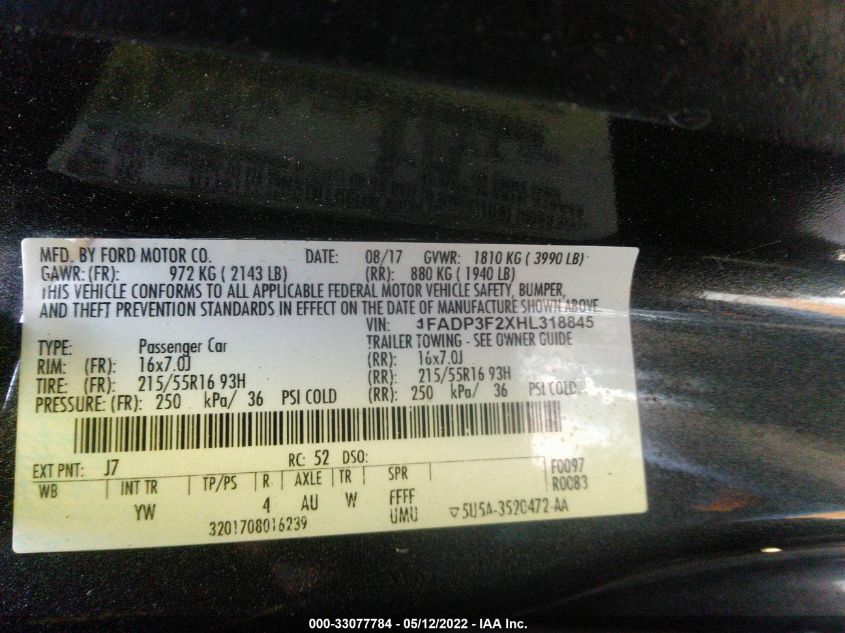 MFD. BY FORD MOTOR CO. DATE: 08/17 GVWR: 1810 KG ( 3990 LB)
GAWR: (FR): 972 KG ( 2143 LB) (RR): 880 KG ( 1940 LB)
THIS VEHICLE CONFORMS TO ALL APPLICABLE FEDERAL MOTOR VEHICLE SAFETY, BUMPER,
AND THEFT PREVENTION STANDARDS IN EFFECT ON THE DATE OF MANUFACTURE SHOWN ABOVE.
VIN: 1FADP3F2XHL318845
TYPE: Passenger Car TRAILER TOWING - SEE OWNER GUIDE
RIM: (FR): 16x7.0J (RR): 16x7.0J
TIRE: (FR): 215/55R16 93H (RR): 215/55R16 93H
PRESSURE: (FR): 250 kPa/ 36 PSI COLD (RR): 250 kPa/ 36 PSI COLD
EXT PNT: J7 RC: 52 DSO: F0097
WB INT TR TP/PS R AXLE TR SPR R0083
YW 4 AU W FFFF
UMU ▽5U5A-3520472-AA
3201708016239
000-33077784 - 05/12/2022 - IAA Inc.